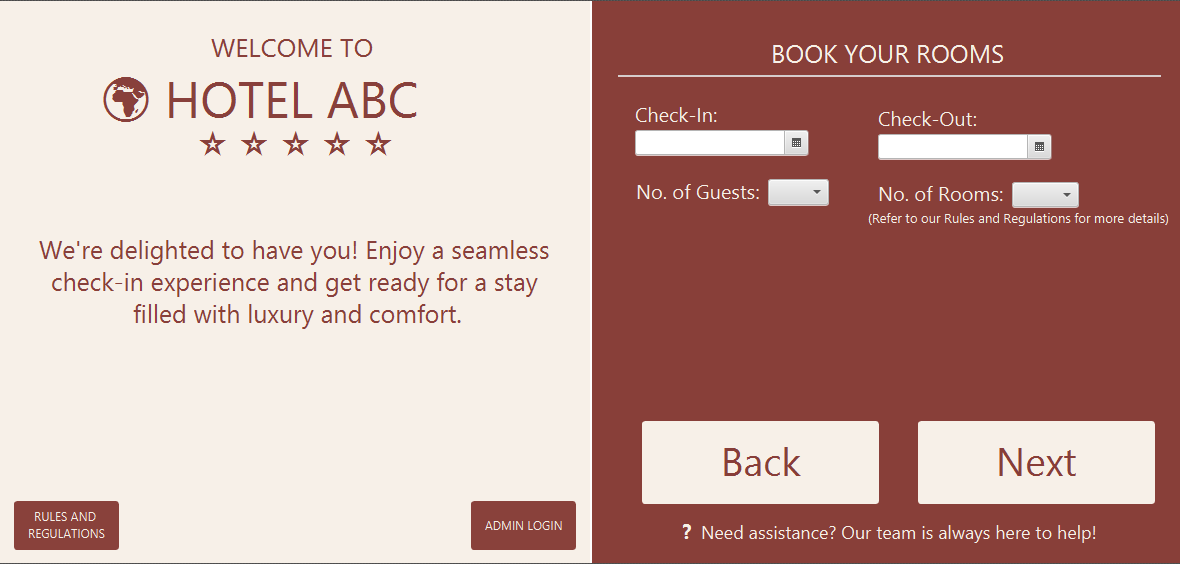 WELCOME TO
HOTEL ABC
We're delighted to have you! Enjoy a seamless
check-in experience and get ready for a stay
filled with luxury and comfort.
RULES AND
REGULATIONS
ADMIN LOGIN
BOOK YOUR ROOMS
Check-In:
Check-Out:
No. of Guests:
No. of Rooms:
(Refer to our Rules and Regulations for more details)
Back
Next
? Need assistance? Our team is always here to help!